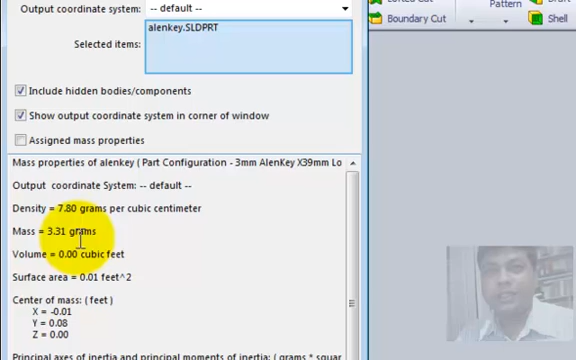 Output coordinate system: -- default --
Boundary Cut
Pattern
Shell
Selected items:
alenkey.SLDPRT
Include hidden bodies/components
Show output coordinate system in corner of window
Assigned mass properties
Mass properties of alenkey ( Part Configuration - 3mm AlenKey X39mm Lo
Output coordinate System: -- default --
Density = 7.80 grams per cubic centimeter
Mass = 3.31 grams
Volume = 0.00 cubic feet
Surface area = 0.01 feet^2
Center of mass: ( feet )
X = -0.01
Y = 0.08
Z = 0.00
Principal axes of inertia and principal moments of inertia: ( grams * squar